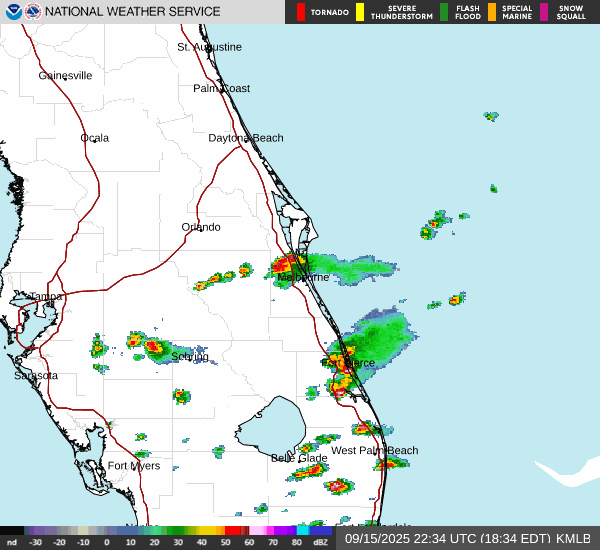 NATIONAL WEATHER SERVICE
TORNADO
SEVERE THUNDERSTORM
FLASH FLOOD
SPECIAL MARINE
SNOW SQUALL
St. Augustine
Gainesville
Palm Coast
Ocala
Daytona Beach
Orlando
Melbourne
Tampa
Sebring
Fort Pierce
Sarasota
West Palm Beach
Belle Glade
Fort Myers
nd -30 -20 -10 0 10 20 30 40 50 60 70 80 dBZ
09/15/2025 22:34 UTC (18:34 EDT) KMLB